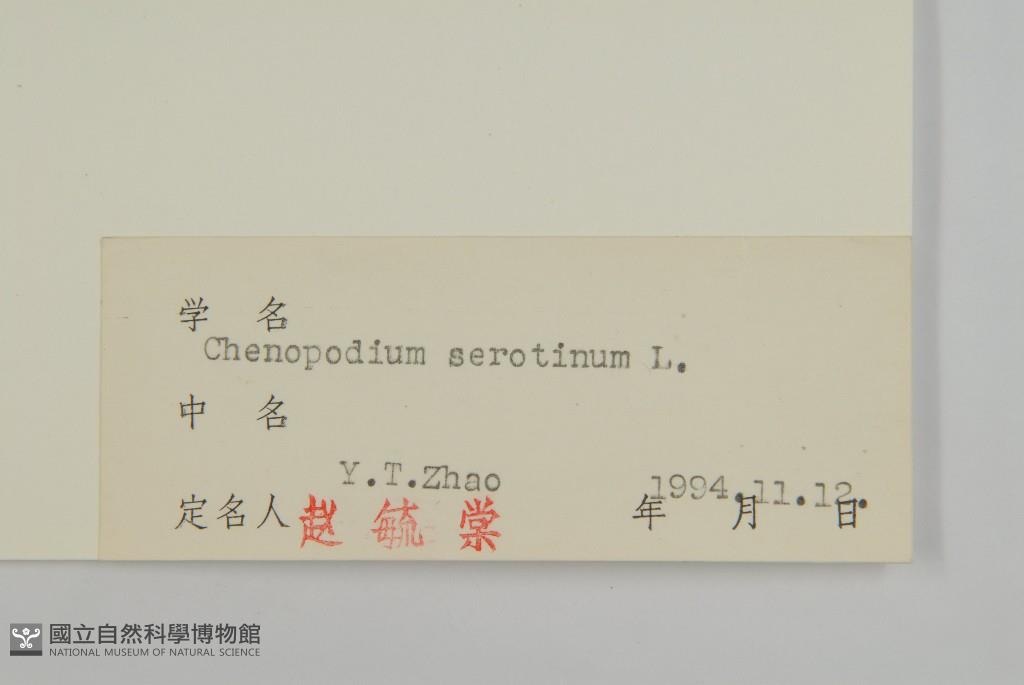 学 名
Chenopodium serotinum L.
中 名
Y.T.Zhao 1994.11.12.
定名人 赵毓棠 年 月 日
國立自然科學博物館
NATIONAL MUSEUM OF NATURAL SCIENCE